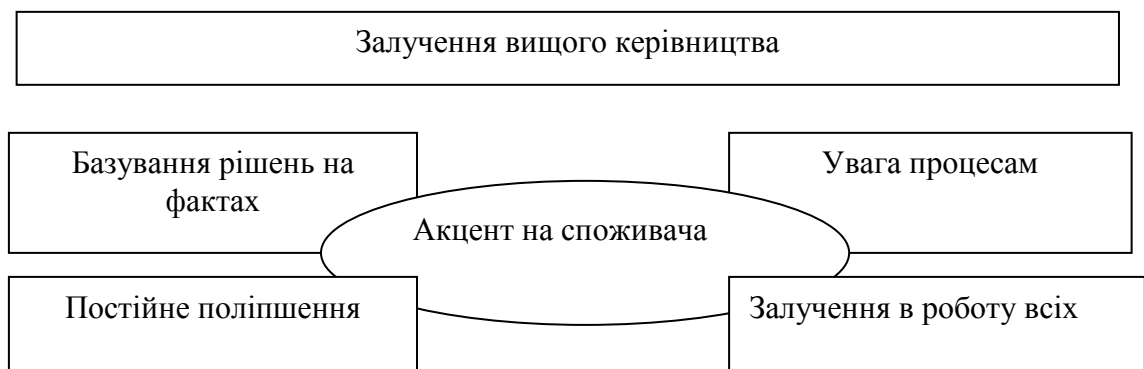 Залучення вищого керівництва
Базування рішень на
фактах
Увага процесам
Акцент на споживача
Постійне поліпшення
Залучення в роботу всіх